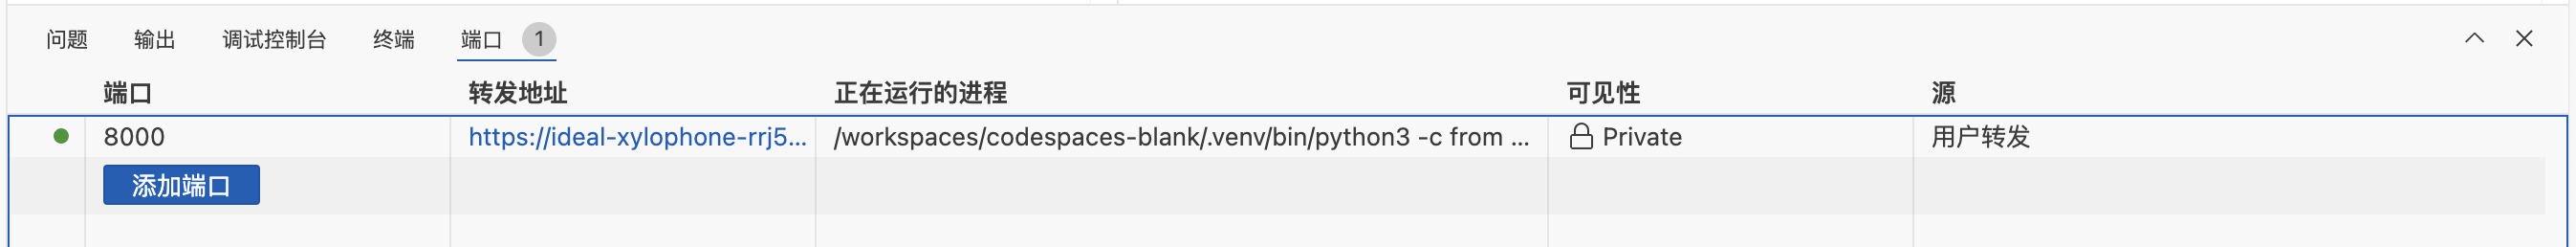 问题 输出 调试控制台 终端 端口 1
端口 转发地址 正在运行的进程 可见性 源
8000 https://ideal-xylophone-rrj5... /workspaces/codespaces-blank/.venv/bin/python3 -c from ... Private 用户转发
添加端口